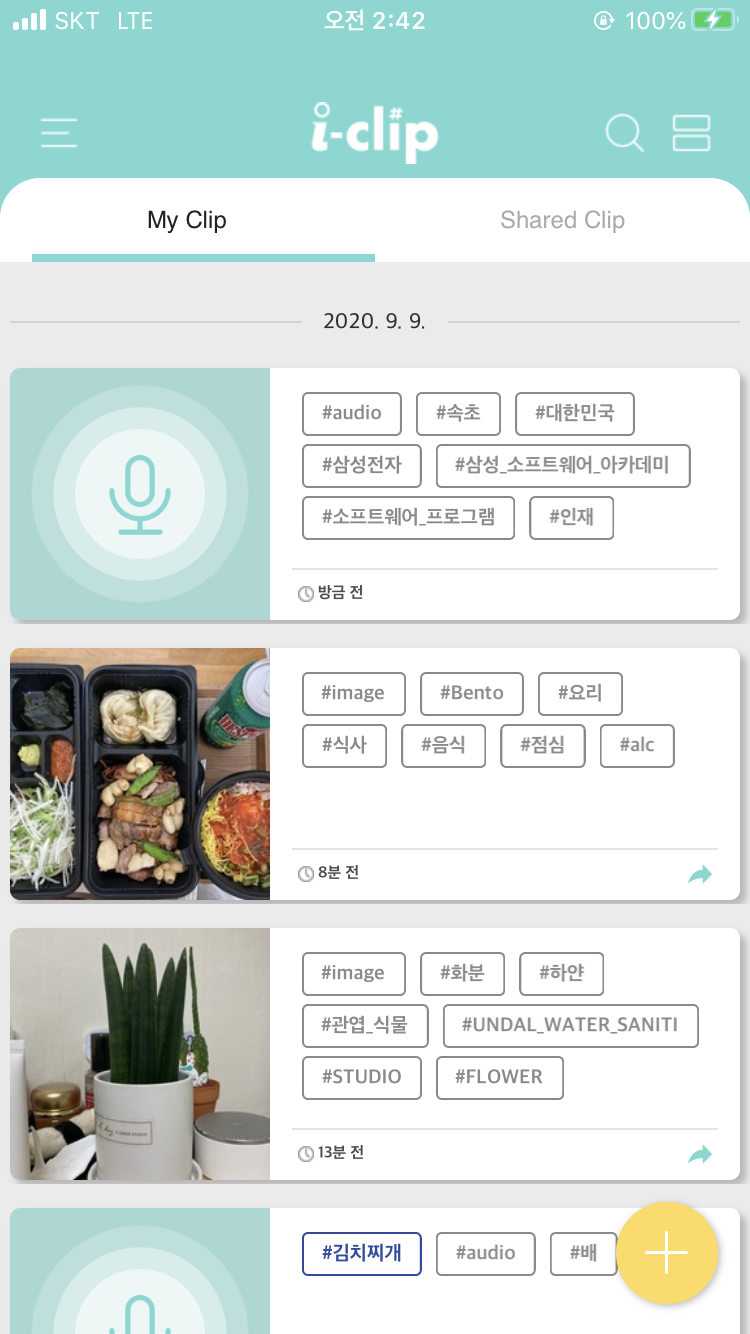 SKT LTE 오전 2:42 100%
i-clip
My Clip Shared Clip
2020. 9. 9.
#audio #속초 #대한민국
#삼성전자 #삼성_소프트웨어_아카데미
#소프트웨어_프로그램 #인재
방금 전
#image #Bento #요리
#식사 #음식 #점심 #alc
8분 전
#image #화분 #하얀
#관엽_식물 #UNDAL_WATER_SANITI
#STUDIO #FLOWER
13분 전
#김치찌개 #audio #배